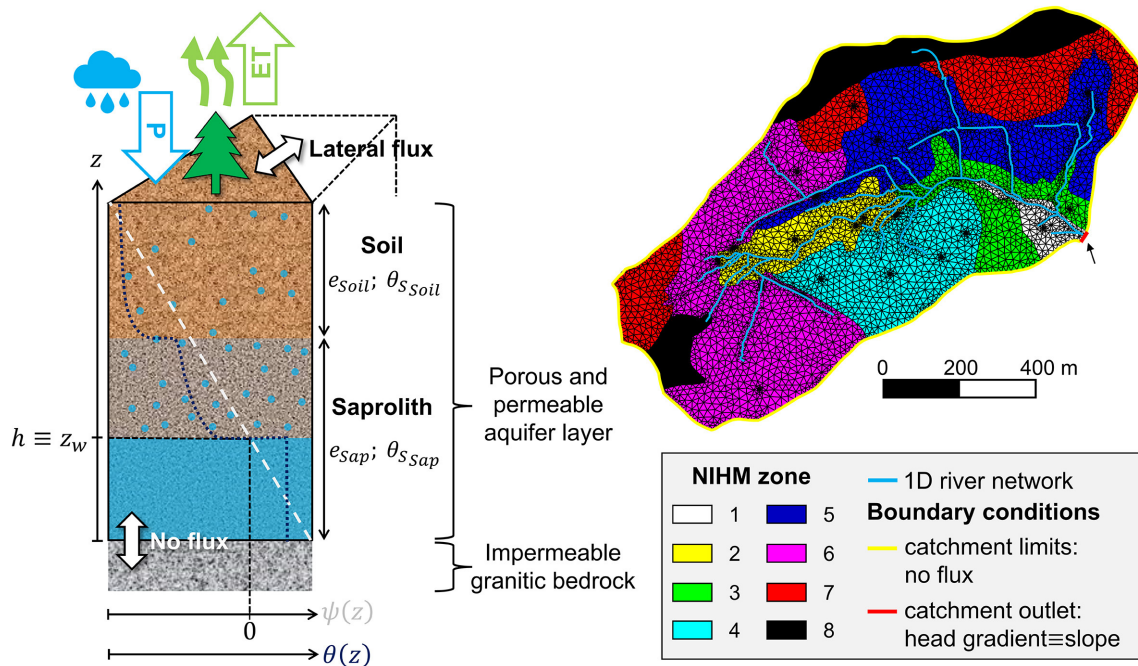 ET
P
z
Lateral flux
Soil
e_Soil; θ_S_Soil
Saprolith
e_Sap; θ_S_Sap
h ≡ z_w
No flux
Porous and
permeable
aquifer layer
Impermeable
granitic bedrock
ψ(z)
0
θ(z)
0 200 400 m
NIHM zone
1
2
3
4
5
6
7
8
1D river network
Boundary conditions
catchment limits:
no flux
catchment outlet:
head gradient≡slope